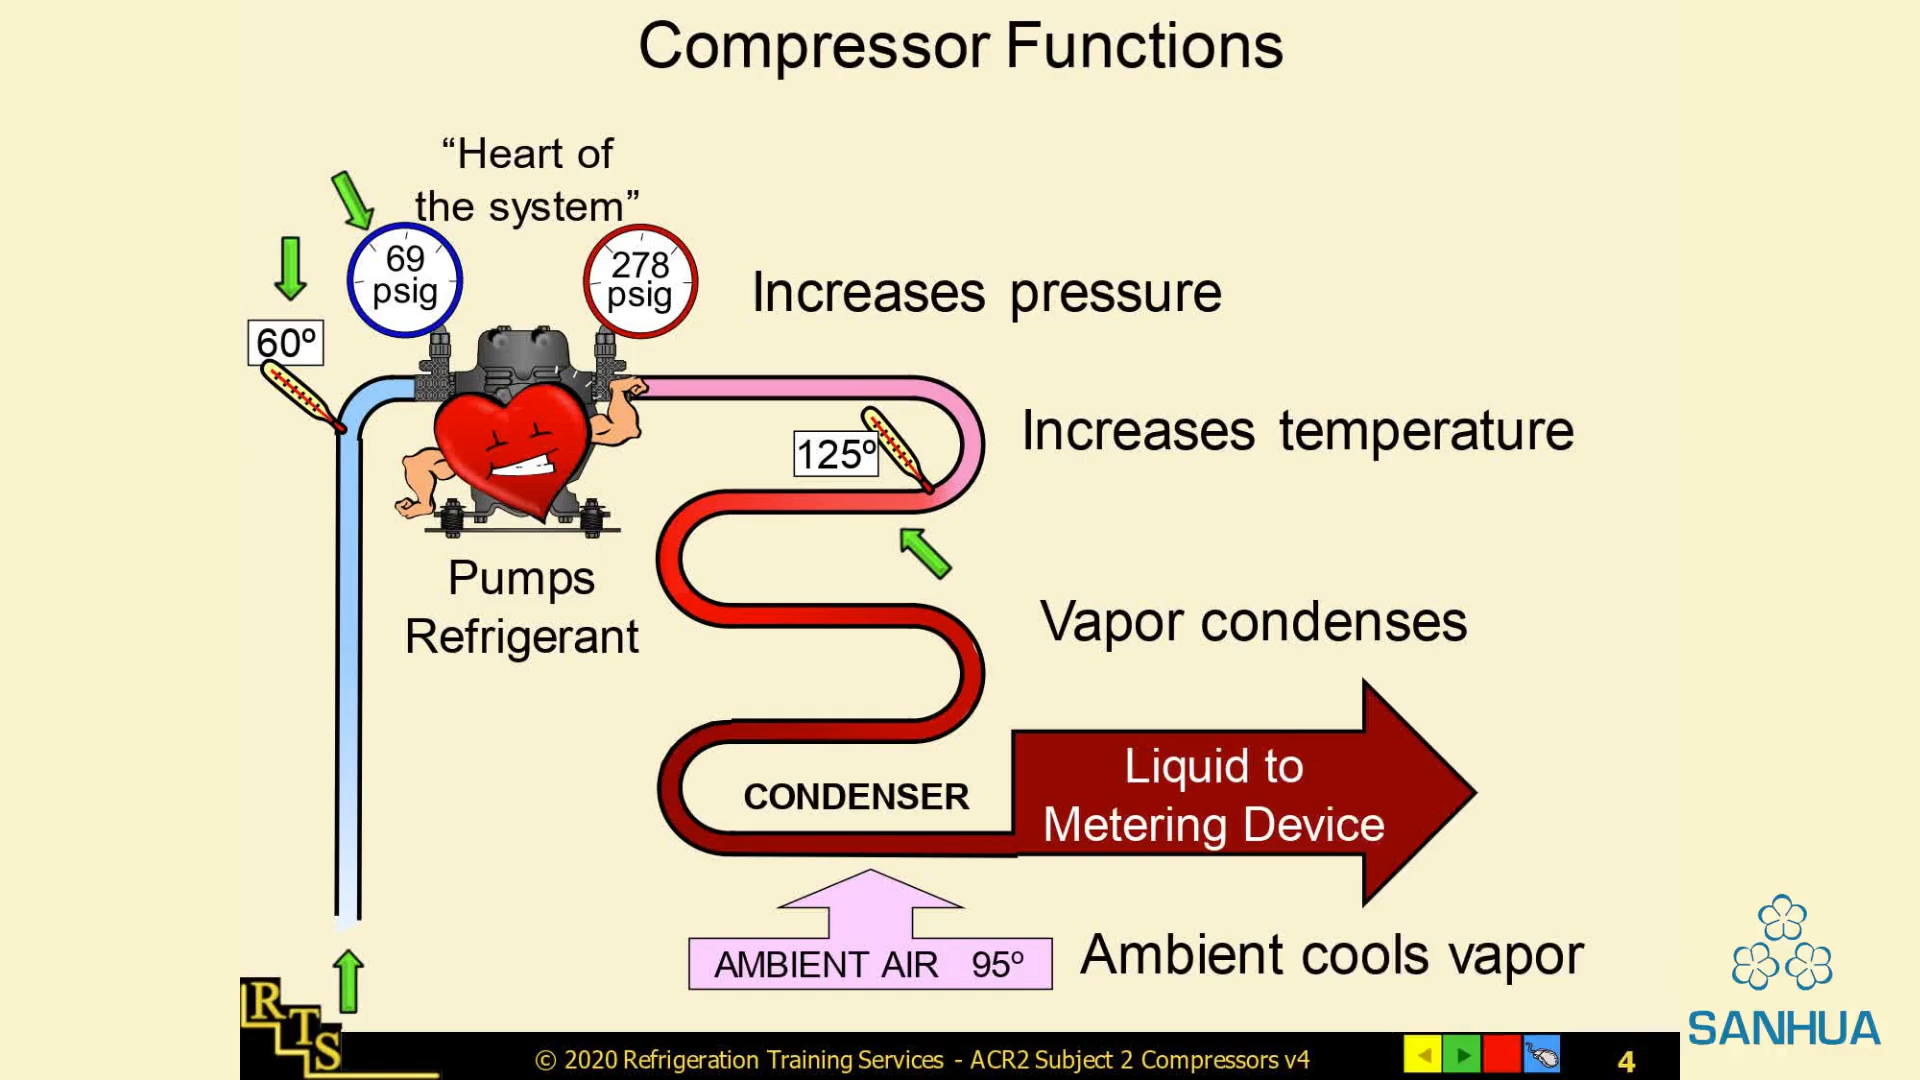 Compressor Functions
“Heart of
the system”
69
psig
278
psig
Increases pressure
60º
Increases temperature
125º
Pumps
Refrigerant
Vapor condenses
Liquid to
Metering Device
CONDENSER
AMBIENT AIR 95º
Ambient cools vapor
RTS
SANHUA
© 2020 Refrigeration Training Services - ACR2 Subject 2 Compressors v4
4